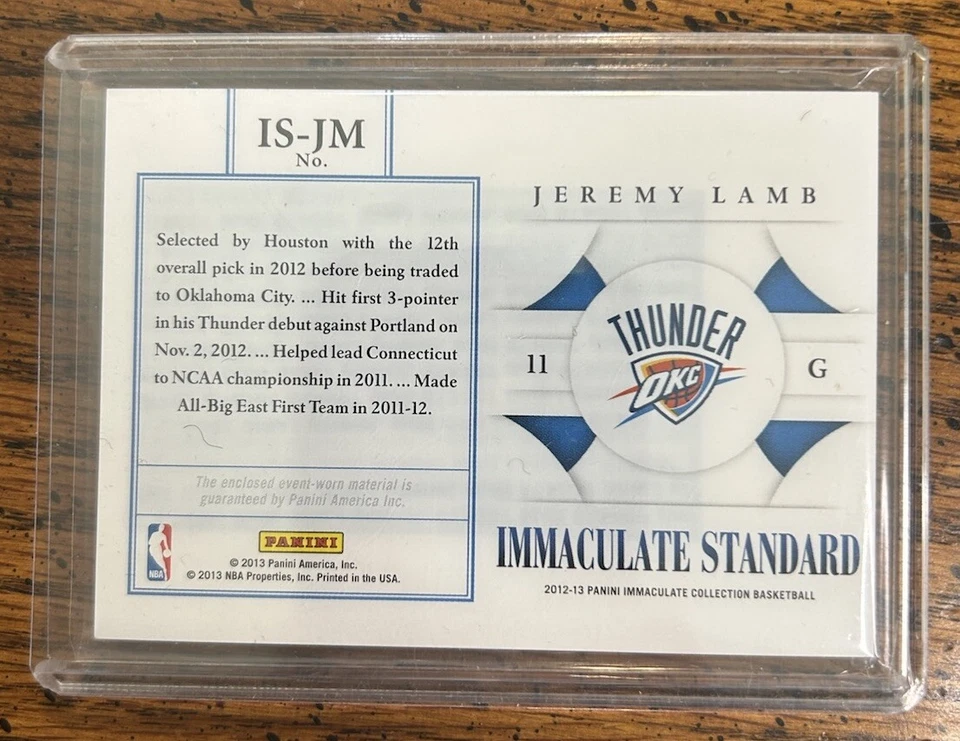 IS-JM
No.
Selected by Houston with the 12th
overall pick in 2012 before being traded
to Oklahoma City. ... Hit first 3-pointer
in his Thunder debut against Portland on
Nov. 2, 2012. ... Helped lead Connecticut
to NCAA championship in 2011. ... Made
All-Big East First Team in 2011-12.
The enclosed event-worn material is
guaranteed by Panini America Inc.
NBA
PANINI
© 2013 Panini America, Inc.
© 2013 NBA Properties, Inc. Printed in the USA.
JEREMY LAMB
THUNDER
OKC
11
G
IMMACULATE STANDARD
2012-13 PANINI IMMACULATE COLLECTION BASKETBALL